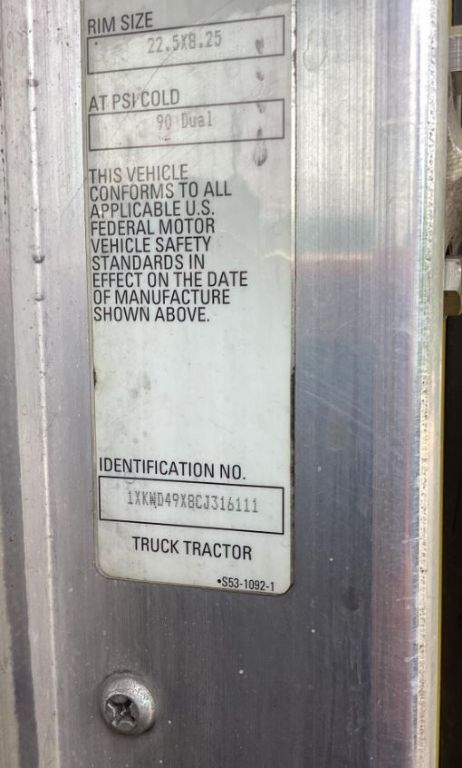 RIM SIZE
22.5X8.25
AT PSI COLD
90 Dual
THIS VEHICLE
CONFORMS TO ALL
APPLICABLE U.S.
FEDERAL MOTOR
VEHICLE SAFETY
STANDARDS IN
EFFECT ON THE DATE
OF MANUFACTURE
SHOWN ABOVE.
IDENTIFICATION NO.
1XKWD49X8CJ316111
TRUCK TRACTOR
•S53-1092-1